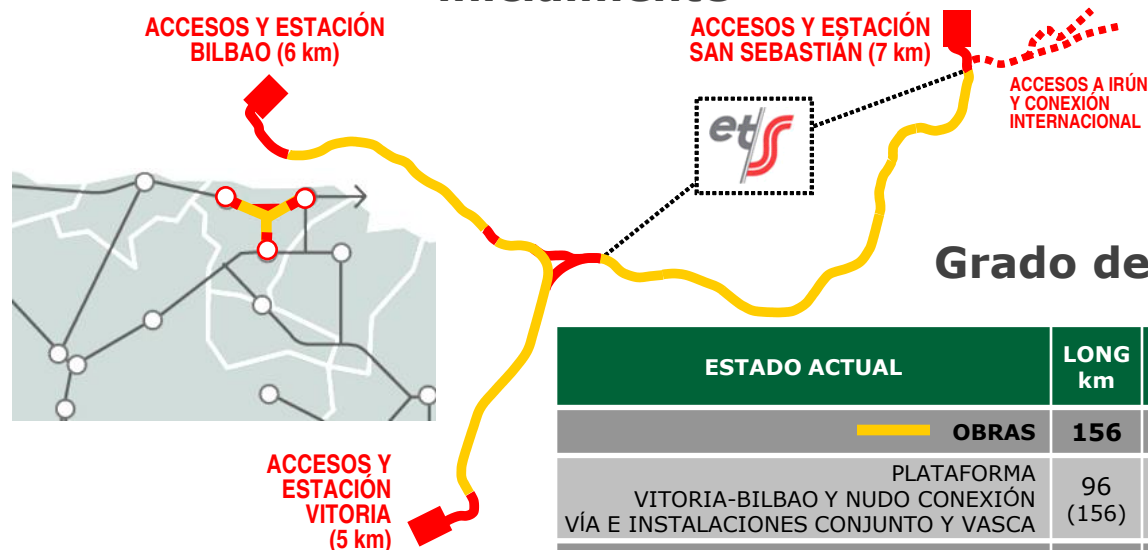 ACCESOS Y ESTACIÓN
BILBAO (6 km)
ACCESOS Y ESTACIÓN
SAN SEBASTIÁN (7 km)
ACCESOS A IRÚN
Y CONEXIÓN
INTERNACIONAL
ets
Grado de
ACCESOS Y
ESTACIÓN
VITORIA
(5 km)
ESTADO ACTUAL
LONG
km
OBRAS
156
PLATAFORMA
VITORIA-BILBAO Y NUDO CONEXIÓN
VÍA E INSTALACIONES CONJUNTO Y VASCA
96
(156)